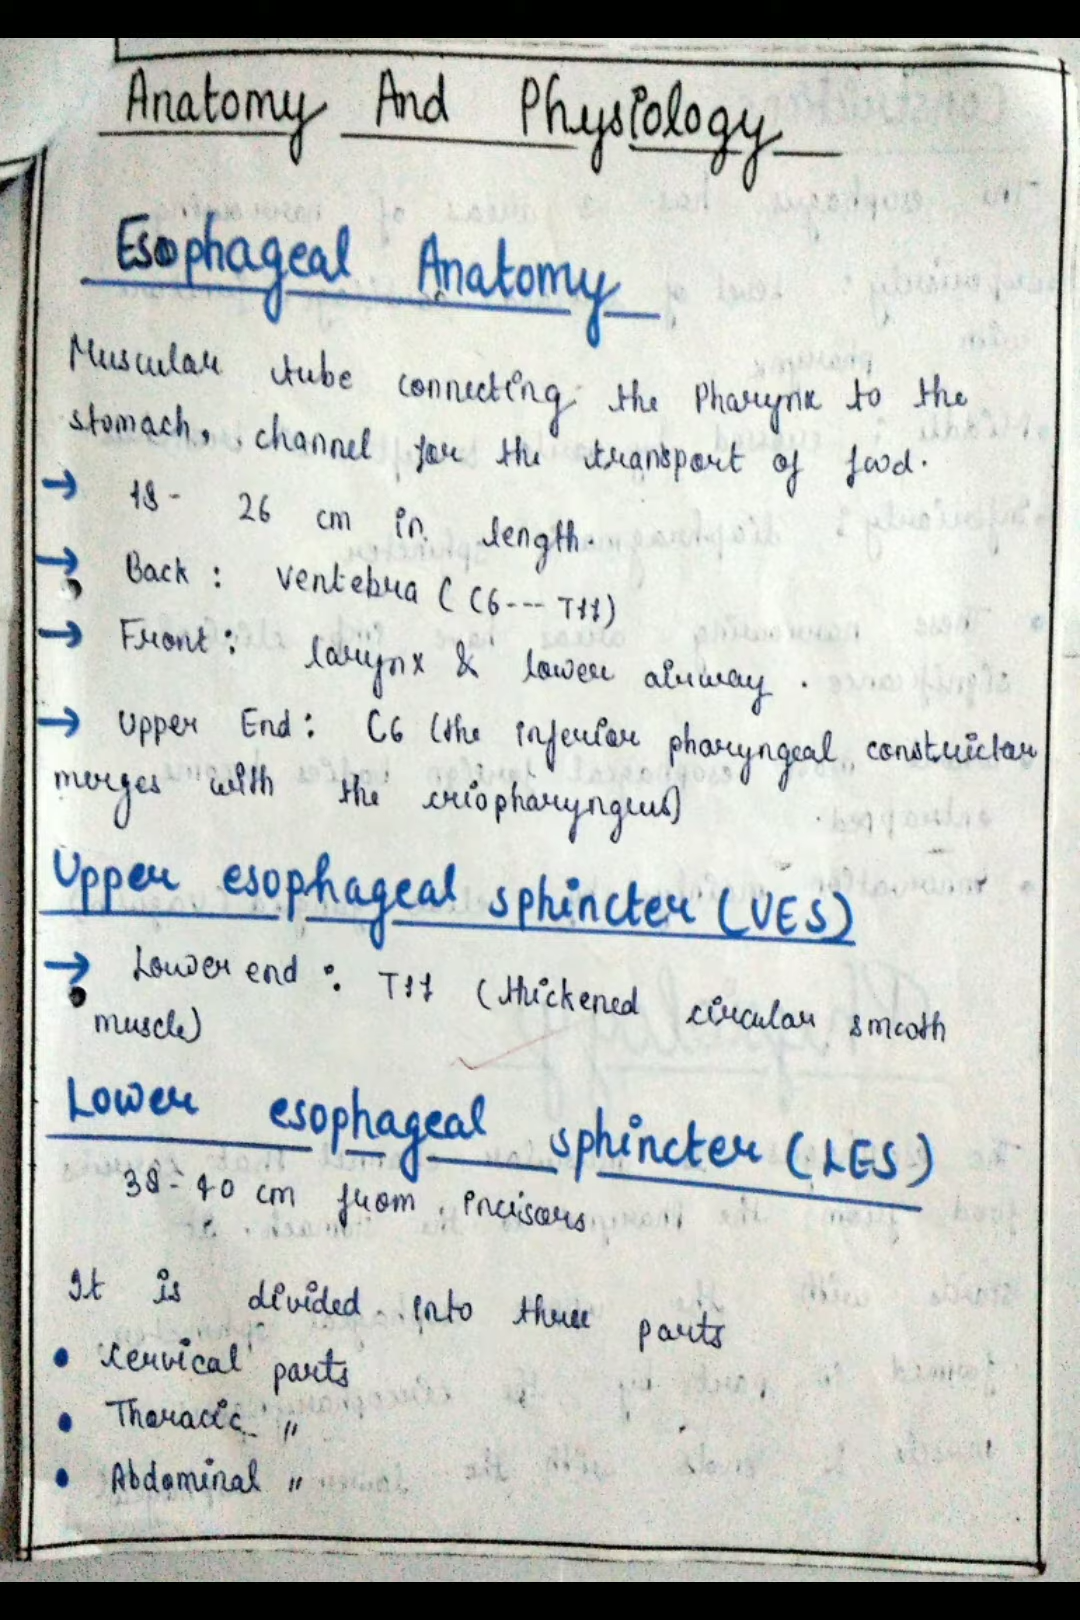 Anatomy And Physiology
Esophageal Anatomy
Muscular tube connecting the Pharynx to the
stomach, channel for the transport of food.
→ 18 - 26 cm in length.
→ Back : ventebra ( C6 --- T11)
→ Front : larynx & lower airway .
→ Upper End : C6 (the inferior pharyngeal constrictor
merges with the criopharyngeus)
Upper esophageal sphincter (UES)
→ Lower end : T11 (thickened circular smooth
muscle)
Lower esophageal sphincter (LES)
38 - 40 cm from incisors
It is divided into three parts
• Cervical parts
• Thoracic "
• Abdominal "